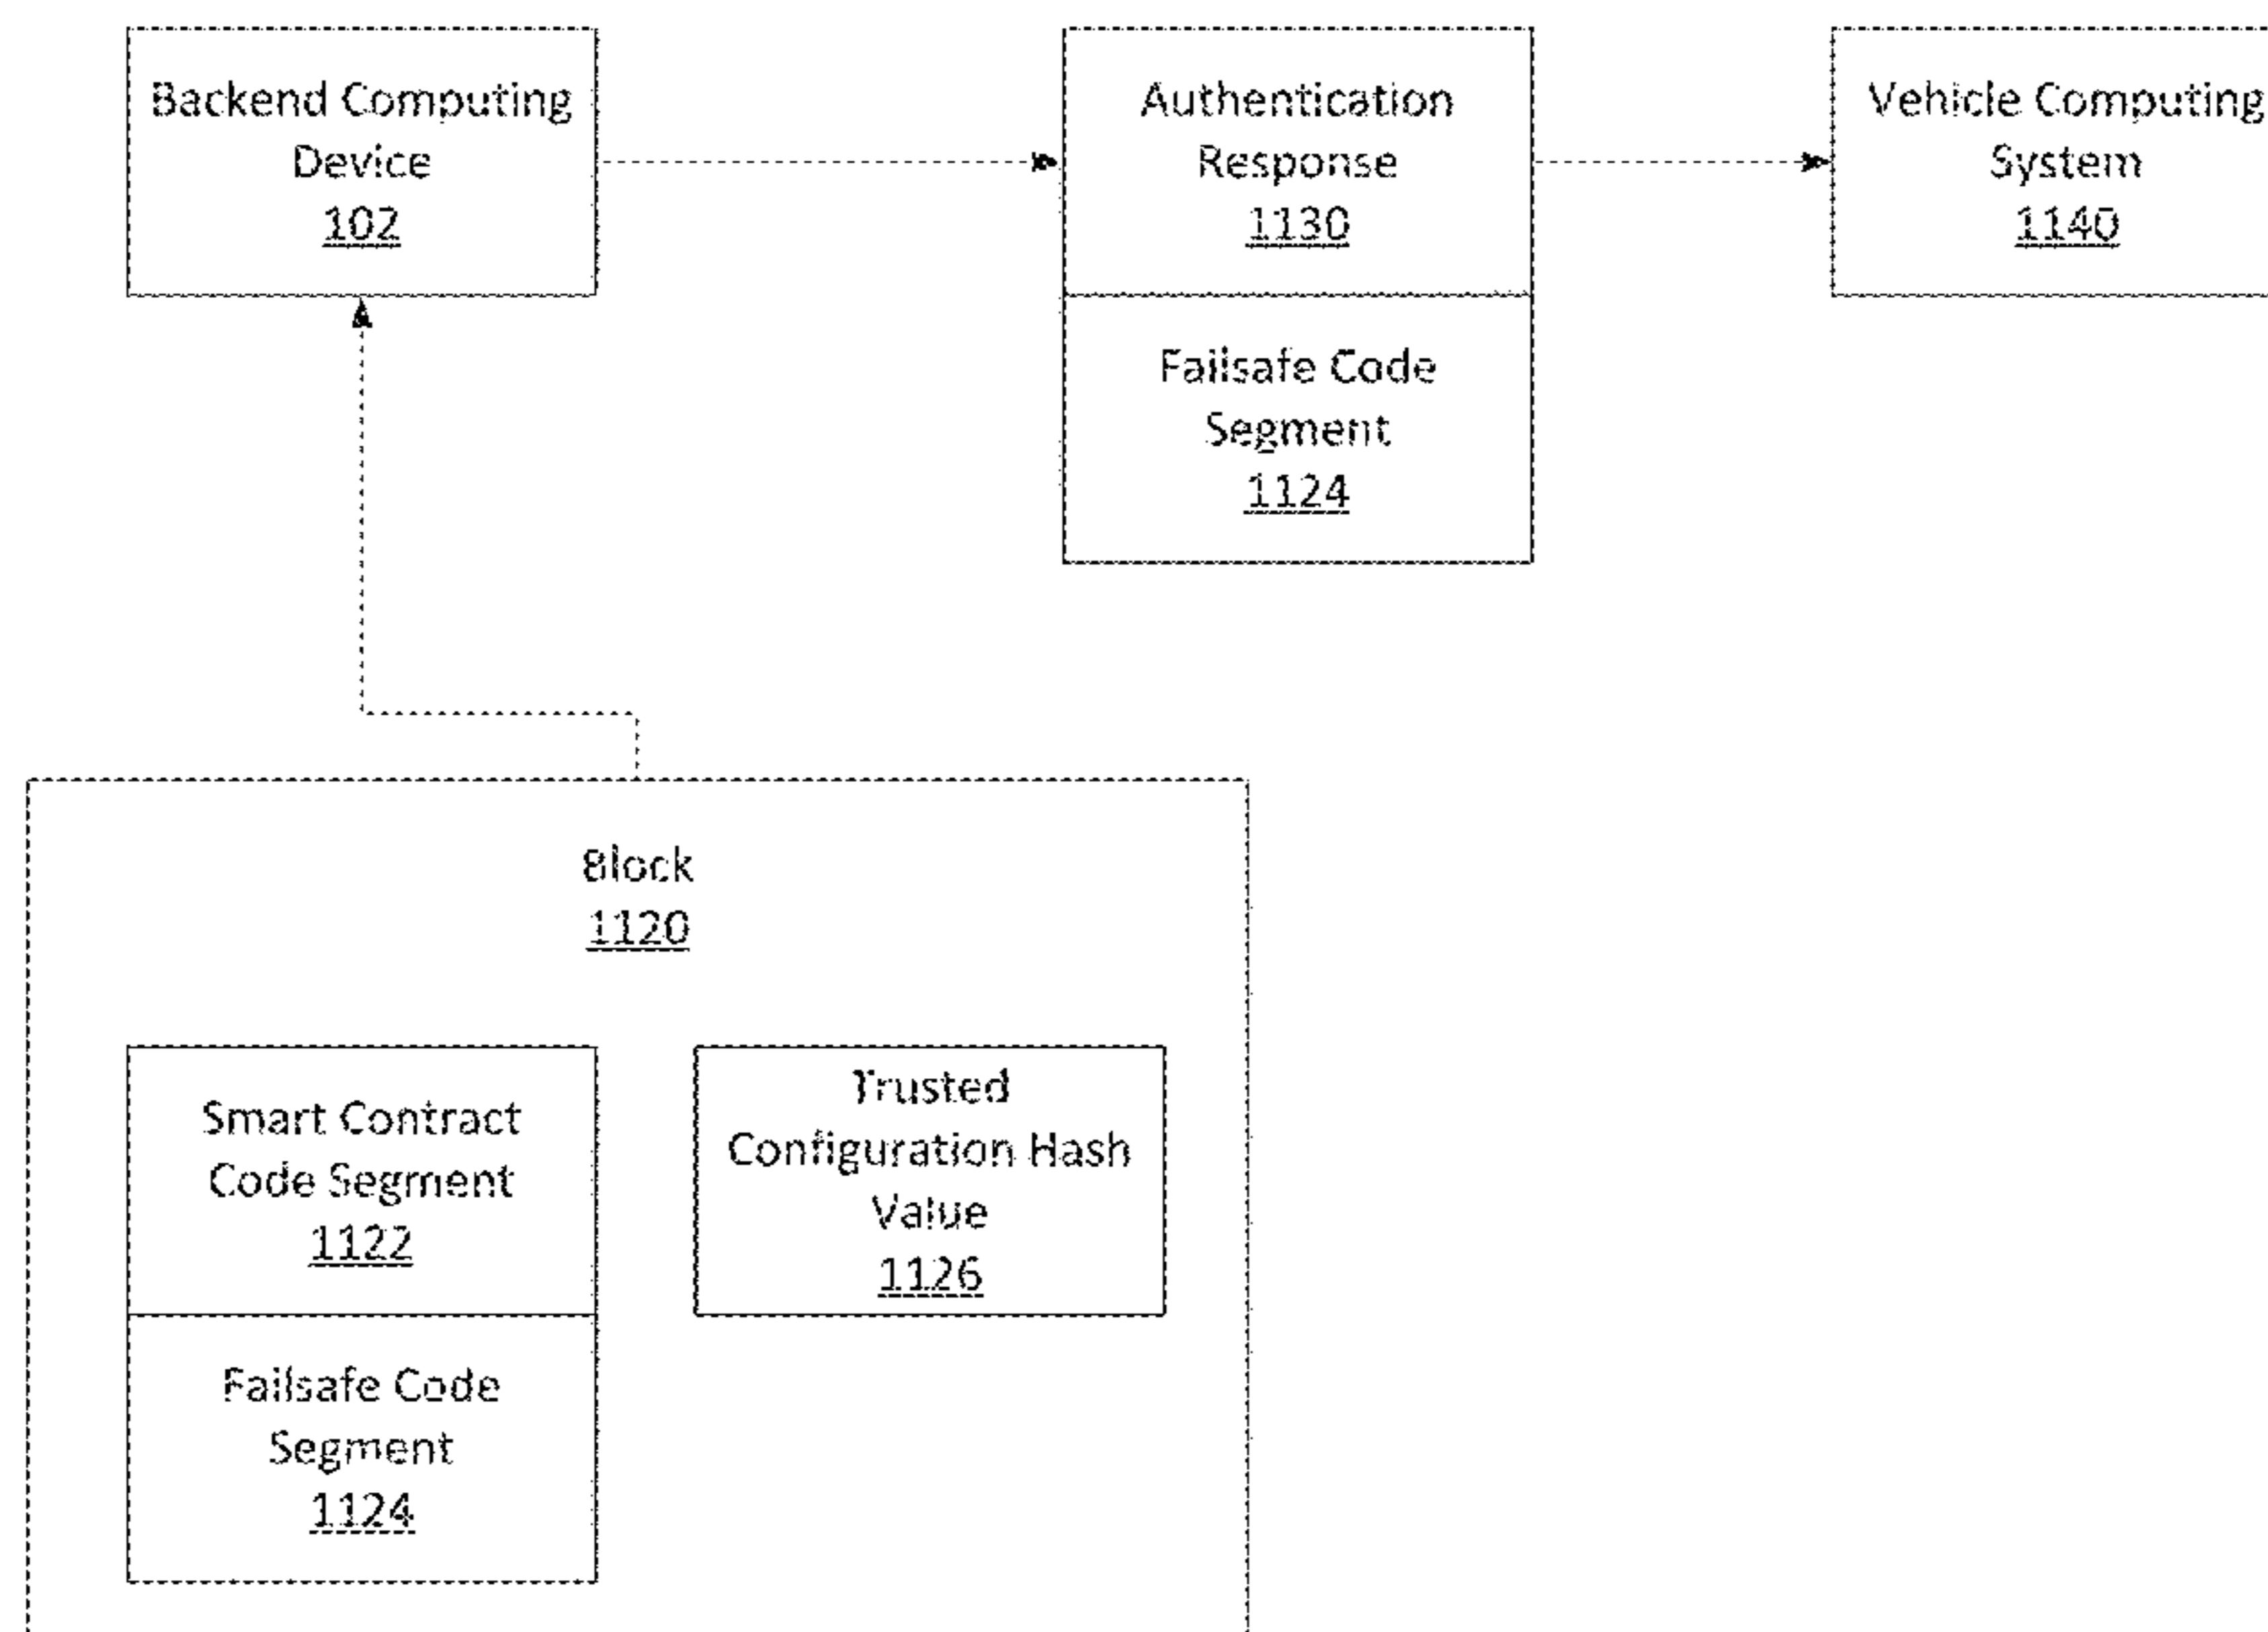 Backend Computing
Device
102
Authentication
Response
1130
Failsafe Code
Segment
1124
Vehicle Computing
System
1140
Block
1120
Smart Contract
Code Segment
1122
Failsafe Code
Segment
1124
Trusted
Configuration Hash
Value
1126